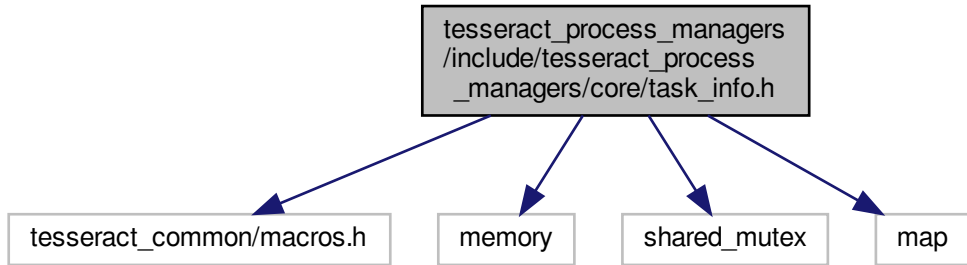 tesseract_process_managers
/include/tesseract_process
_managers/core/task_info.h
tesseract_common/macros.h
memory
shared_mutex
map